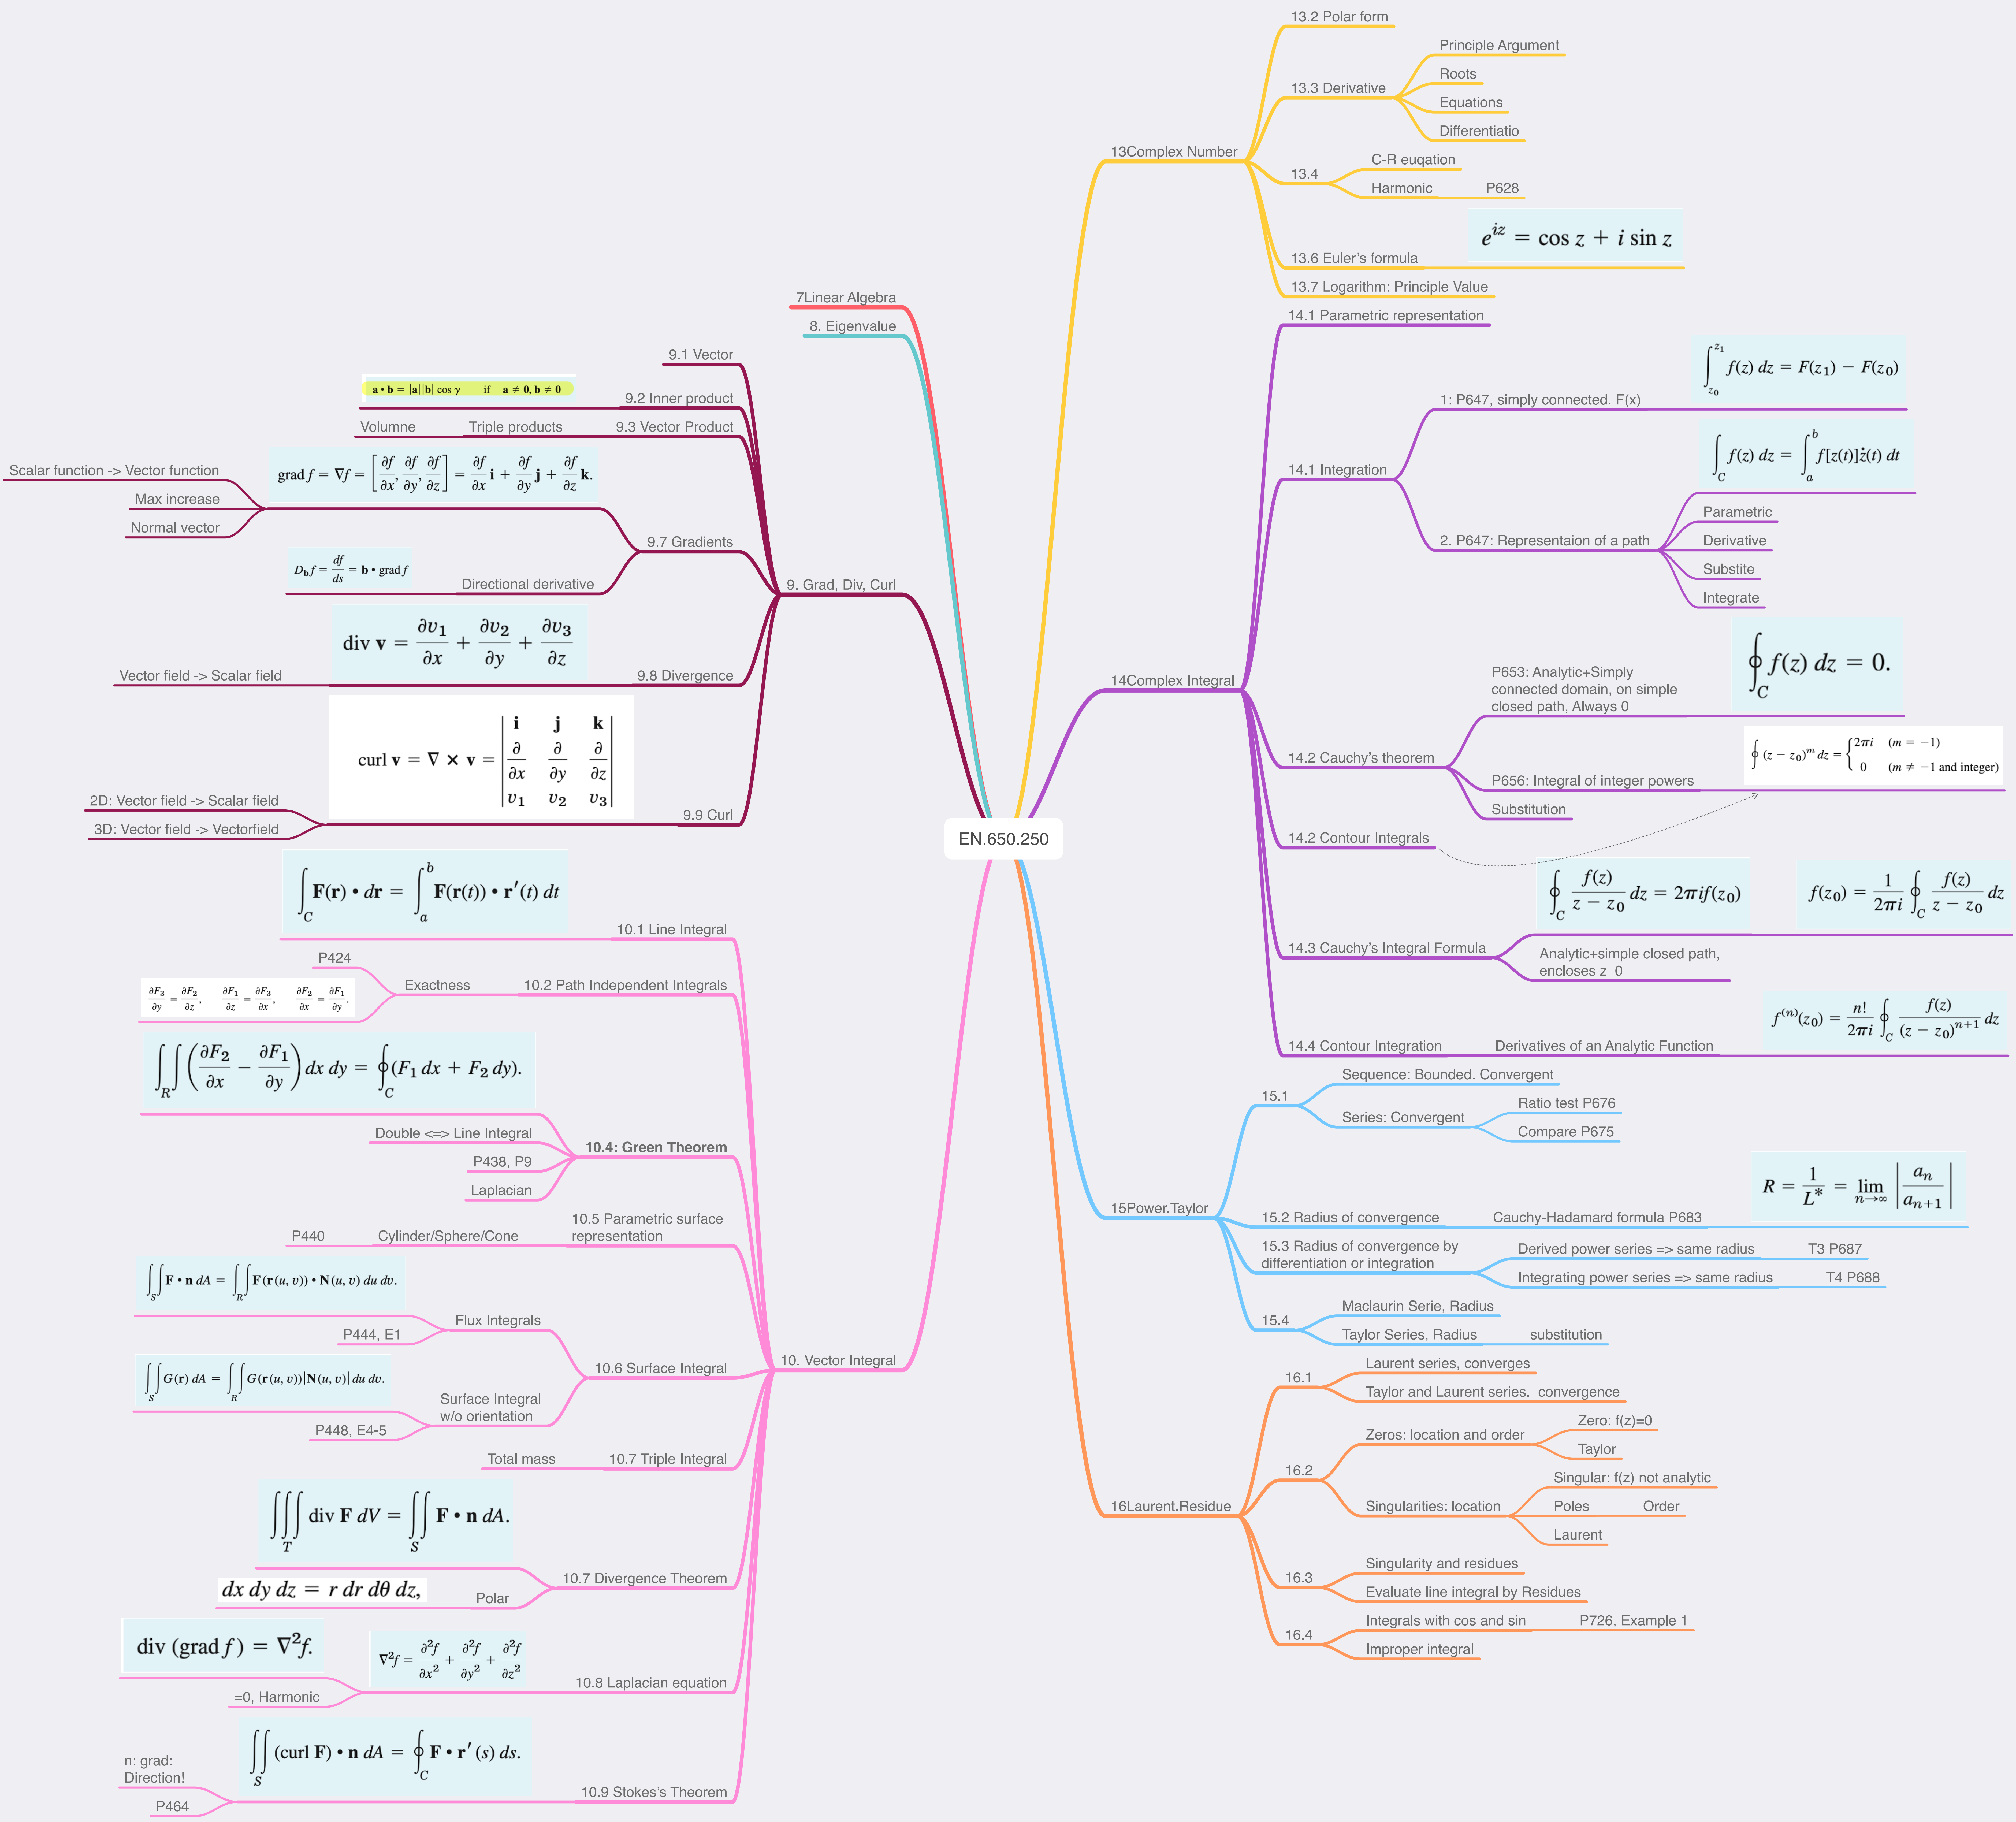 EN.650.250
13Complex Number
13.2 Polar form
13.3 Derivative
Principle Argument
Roots
Equations
Differentiatio
13.4
C-R euqation
Harmonic
P628
13.6 Euler's formula
e^{iz} = cos z + i sin z
13.7 Logarithm: Principle Value
14Complex Integral
14.1 Parametric representation
14.1 Integration
1: P647, simply connected. F(x)
∫_{z_0}^{z_1} f(z) dz = F(z_1) − F(z_0)
2. P647: Representaion of a path
∫_C f(z) dz = ∫_a^b f[z(t)]ż(t) dt
Parametric
Derivative
Substite
Integrate
14.2 Cauchy's theorem
P653: Analytic+Simply
connected domain, on simple
closed path, Always 0
∮_C f(z) dz = 0.
P656: Integral of integer powers
∮ (z − z_0)^m dz = { 2πi (m = −1)
0 (m ≠ −1 and integer)
Substitution
14.2 Contour Integrals
14.3 Cauchy's Integral Formula
∮_C f(z)/(z − z_0) dz = 2πif(z_0)
f(z_0) = 1/(2πi) ∮_C f(z)/(z − z_0) dz
Analytic+simple closed path,
encloses z_0
14.4 Contour Integration
Derivatives of an Analytic Function
f^{(n)}(z_0) = n!/(2πi) ∮_C f(z)/(z − z_0)^{n+1} dz
15Power.Taylor
15.1
Sequence: Bounded. Convergent
Series: Convergent
Ratio test P676
Compare P675
15.2 Radius of convergence
Cauchy-Hadamard formula P683
R = 1/L* = lim_{n→∞} |a_n/a_{n+1}|
15.3 Radius of convergence by
differentiation or integration
Derived power series => same radius
T3 P687
Integrating power series => same radius
T4 P688
15.4
Maclaurin Serie, Radius
Taylor Series, Radius
substitution
16Laurent.Residue
16.1
Laurent series, converges
Taylor and Laurent series. convergence
16.2
Zeros: location and order
Zero: f(z)=0
Taylor
Singularities: location
Singular: f(z) not analytic
Poles
Order
Laurent
16.3
Singularity and residues
Evaluate line integral by Residues
16.4
Integrals with cos and sin
P726, Example 1
Improper integral
7Linear Algebra
8. Eigenvalue
9. Grad, Div, Curl
9.1 Vector
9.2 Inner product
a • b = |a||b| cos γ if a ≠ 0, b ≠ 0
9.3 Vector Product
Triple products
Volumne
9.7 Gradients
grad f = ∇f = [∂f/∂x, ∂f/∂y, ∂f/∂z] = ∂f/∂x i + ∂f/∂y j + ∂f/∂z k.
Scalar function -> Vector function
Max increase
Normal vector
Directional derivative
D_b f = df/ds = b • grad f
9.8 Divergence
div v = ∂v_1/∂x + ∂v_2/∂y + ∂v_3/∂z
Vector field -> Scalar field
9.9 Curl
curl v = ∇ × v = | i j k |
| ∂/∂x ∂/∂y ∂/∂z |
| v_1 v_2 v_3 |
2D: Vector field -> Scalar field
3D: Vector field -> Vectorfield
10. Vector Integral
10.1 Line Integral
∫_C F(r) • dr = ∫_a^b F(r(t)) • r′(t) dt
10.2 Path Independent Integrals
Exactness
P424
∂F_3/∂y = ∂F_2/∂z, ∂F_1/∂z = ∂F_3/∂x, ∂F_2/∂x = ∂F_1/∂y.
10.4: Green Theorem
∫∫_R (∂F_2/∂x − ∂F_1/∂y) dx dy = ∮_C (F_1 dx + F_2 dy).
Double <=> Line Integral
P438, P9
Laplacian
10.5 Parametric surface
representation
Cylinder/Sphere/Cone
P440
10.6 Surface Integral
Flux Integrals
∫∫_S F • n dA = ∫∫_R F(r(u, v)) • N(u, v) du dv.
P444, E1
Surface Integral
w/o orientation
∫∫_S G(r) dA = ∫∫_R G(r(u, v))|N(u, v)| du dv.
P448, E4-5
10.7 Triple Integral
Total mass
10.7 Divergence Theorem
∫∫∫_T div F dV = ∫∫_S F • n dA.
Polar
dx dy dz = r dr dθ dz,
10.8 Laplacian equation
∇²f = ∂²f/∂x² + ∂²f/∂y² + ∂²f/∂z²
div (grad f) = ∇²f.
=0, Harmonic
10.9 Stokes's Theorem
∫∫_S (curl F) • n dA = ∮_C F • r′(s) ds.
n: grad:
Direction!
P464